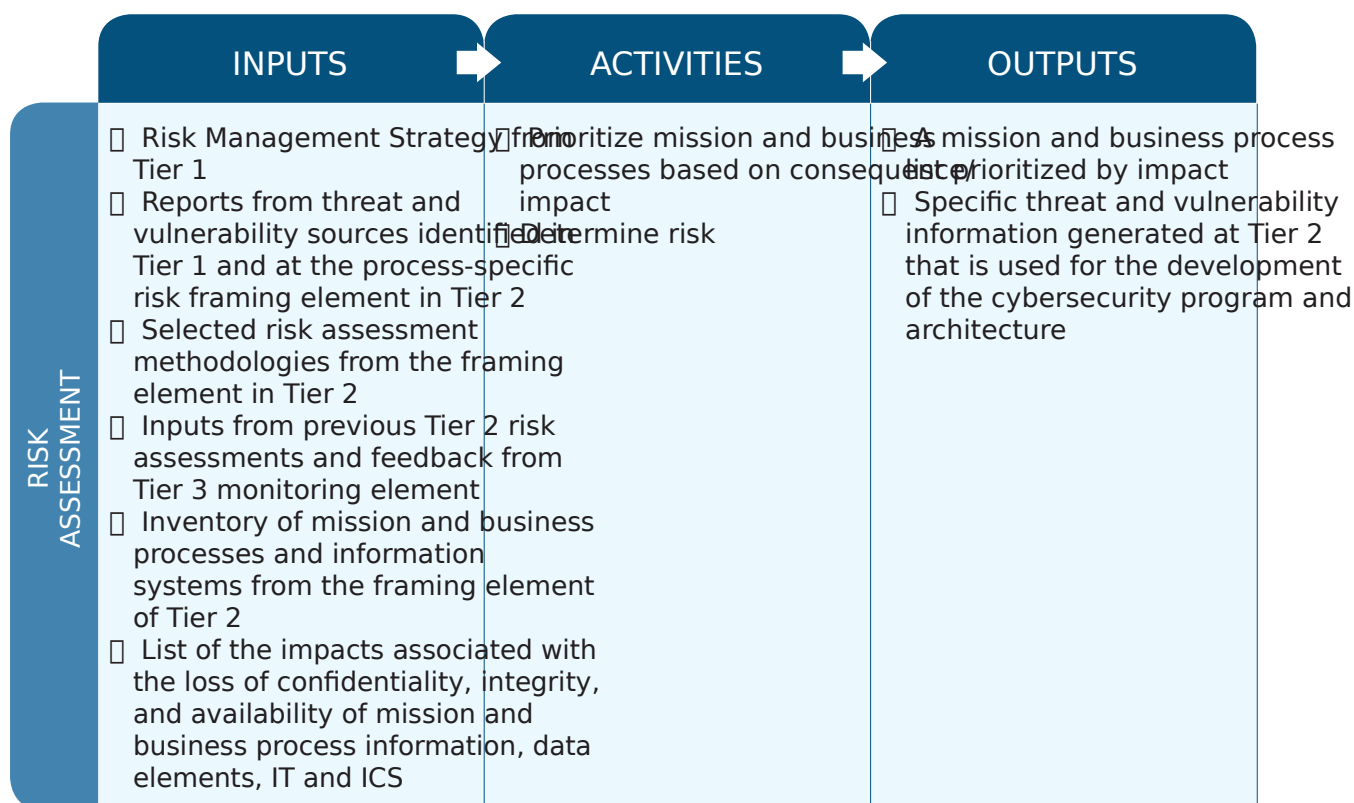 INPUTS
ACTIVITIES
OUTPUTS
RISK
ASSESSMENT
Risk Management Strategy from
Tier 1
Reports from threat and
vulnerability sources identified in
Tier 1 and at the process-specific
risk framing element in Tier 2
Selected risk assessment
methodologies from the framing
element in Tier 2
Inputs from previous Tier 2 risk
assessments and feedback from
Tier 3 monitoring element
Inventory of mission and business
processes and information
systems from the framing element
of Tier 2
List of the impacts associated with
the loss of confidentiality, integrity,
and availability of mission and
business process information, data
elements, IT and ICS
Prioritize mission and business
processes based on consequence/
impact
Determine risk
A mission and business process
list prioritized by impact
Specific threat and vulnerability
information generated at Tier 2
that is used for the development
of the cybersecurity program and
architecture